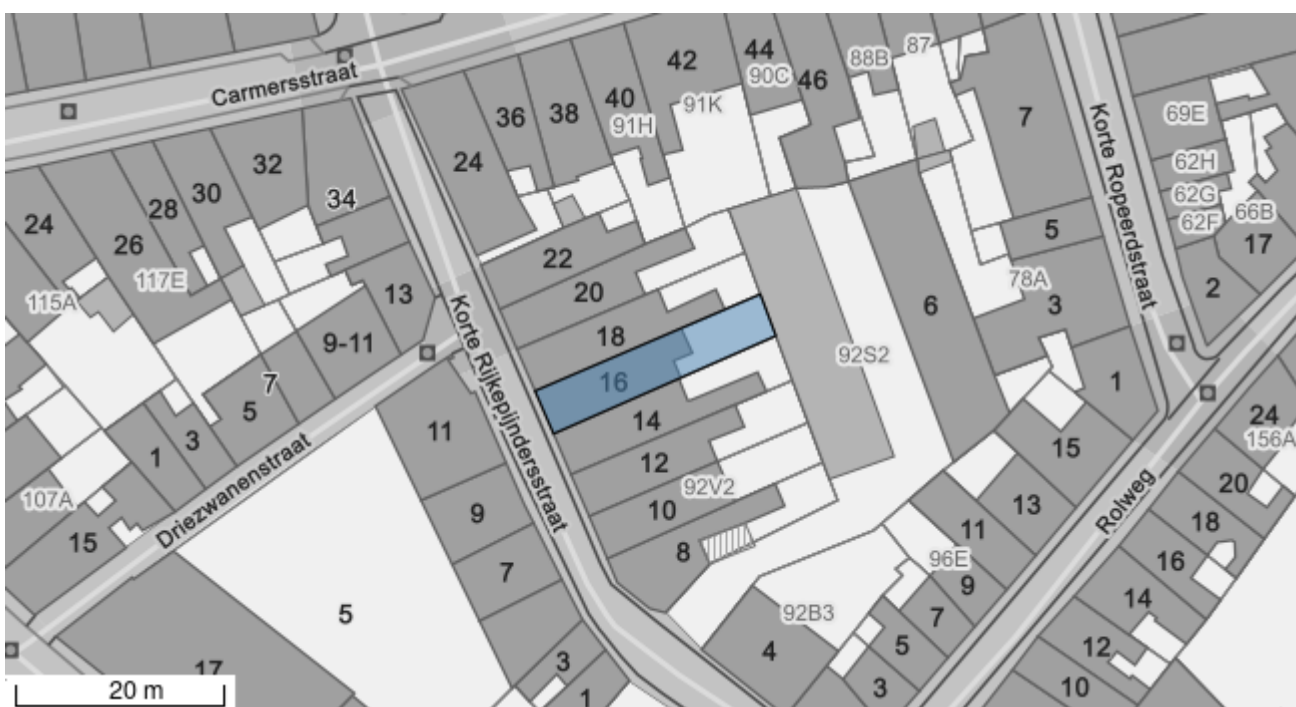 Carmersstraat
42
44
90C
46
88B
87
36
38
40
91H
91K
7
Korte Ropeerdstraat
69E
62H
62G
62F
66B
17
2
24
32
30
28
34
24
26
117E
115A
13
22
20
18
16
14
12
10
8
92V2
92S2
6
5
78A
3
1
Korte Rijkepijndersstraat
9-11
7
5
3
1
107A
15
Driezwanenstraat
11
9
7
5
3
1
17
15
13
11
9
7
5
3
96E
92B3
4
Rolweg
24
156A
20
18
16
14
12
10
20 m